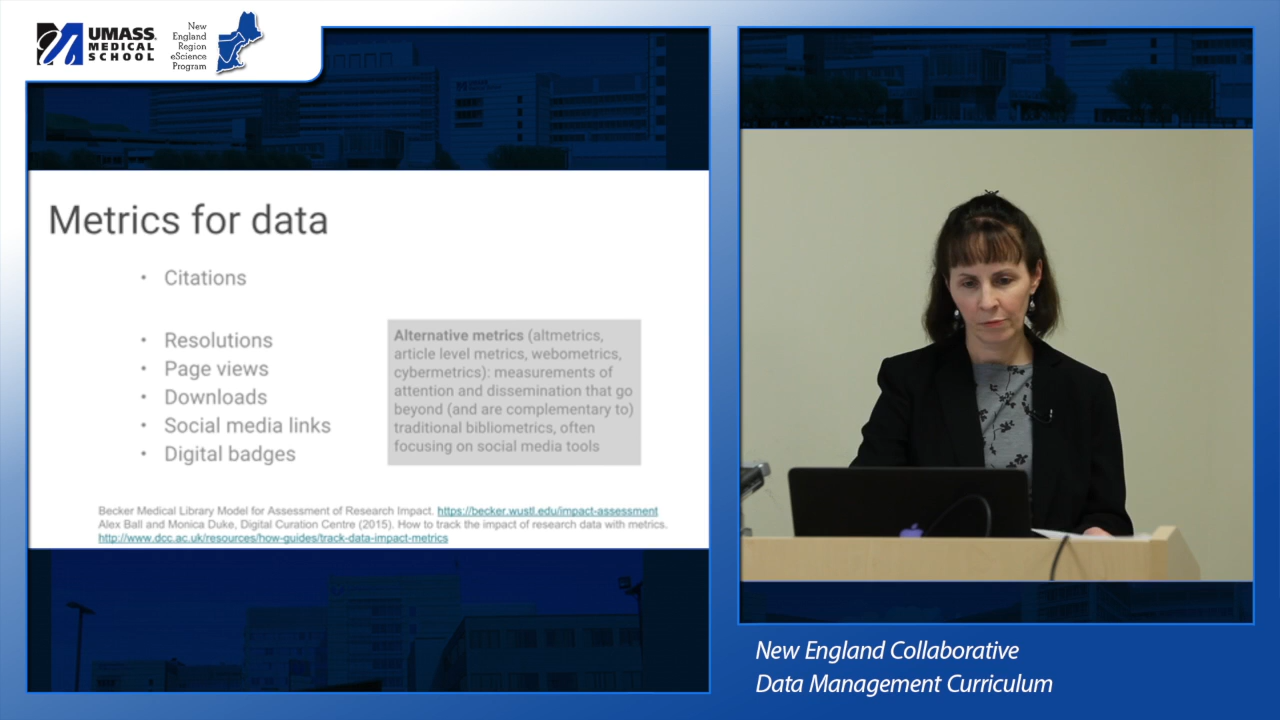 UMASS
MEDICAL
SCHOOL
New
England
Region
eScience
Program
Metrics for data
• Citations
• Resolutions
• Page views
• Downloads
• Social media links
• Digital badges
Alternative metrics (altmetrics,
article level metrics, webometrics,
cybermetrics): measurements of
attention and dissemination that go
beyond (and are complementary to)
traditional bibliometrics, often
focusing on social media tools
Becker Medical Library Model for Assessment of Research Impact. https://becker.wustl.edu/impact-assessment
Alex Ball and Monica Duke, Digital Curation Centre (2015). How to track the impact of research data with metrics.
http://www.dcc.ac.uk/resources/how-guides/track-data-impact-metrics
New England Collaborative
Data Management Curriculum